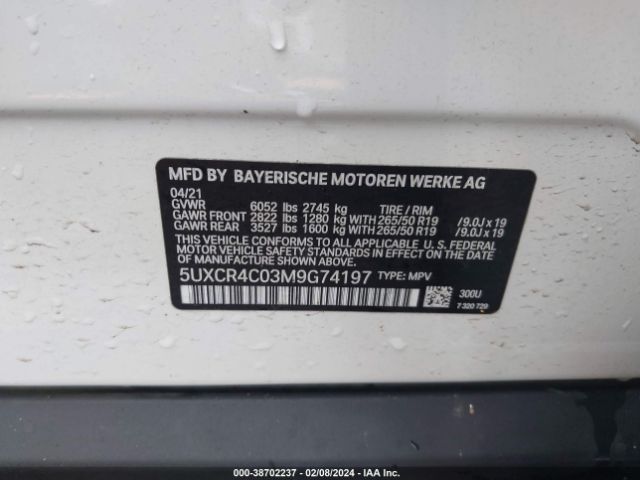 MFD BY BAYERISCHE MOTOREN WERKE AG
04/21
GVWR 6052 lbs 2745 kg TIRE / RIM
GAWR FRONT 2822 lbs 1280 kg WITH 265/50 R19 /9.0J x 19
GAWR REAR 3527 lbs 1600 kg WITH 265/50 R19 /9.0J x 19
THIS VEHICLE CONFORMS TO ALL APPLICABLE U. S. FEDERAL
MOTOR VEHICLE SAFETY STANDARDS IN EFFECT ON THE
DATE OF MANUFACTURE SHOWN ABOVE.
5UXCR4C03M9G74197 TYPE: MPV
300U
7 320 729
© - 38702237 - 02/08/2024 - IAA Inc.